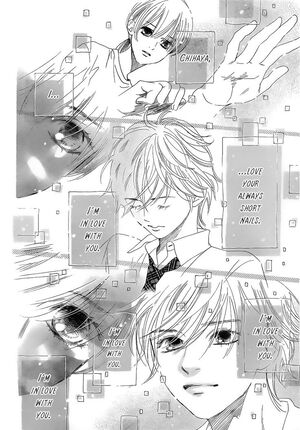 CHIHAYA,
I...
...LOVE
YOUR
ALWAYS
SHORT
NAILS.
I'M
IN LOVE
WITH
YOU.
I'M
IN LOVE
WITH
YOU.
I'M
IN LOVE
WITH
YOU.
I'M
IN LOVE
WITH
YOU.